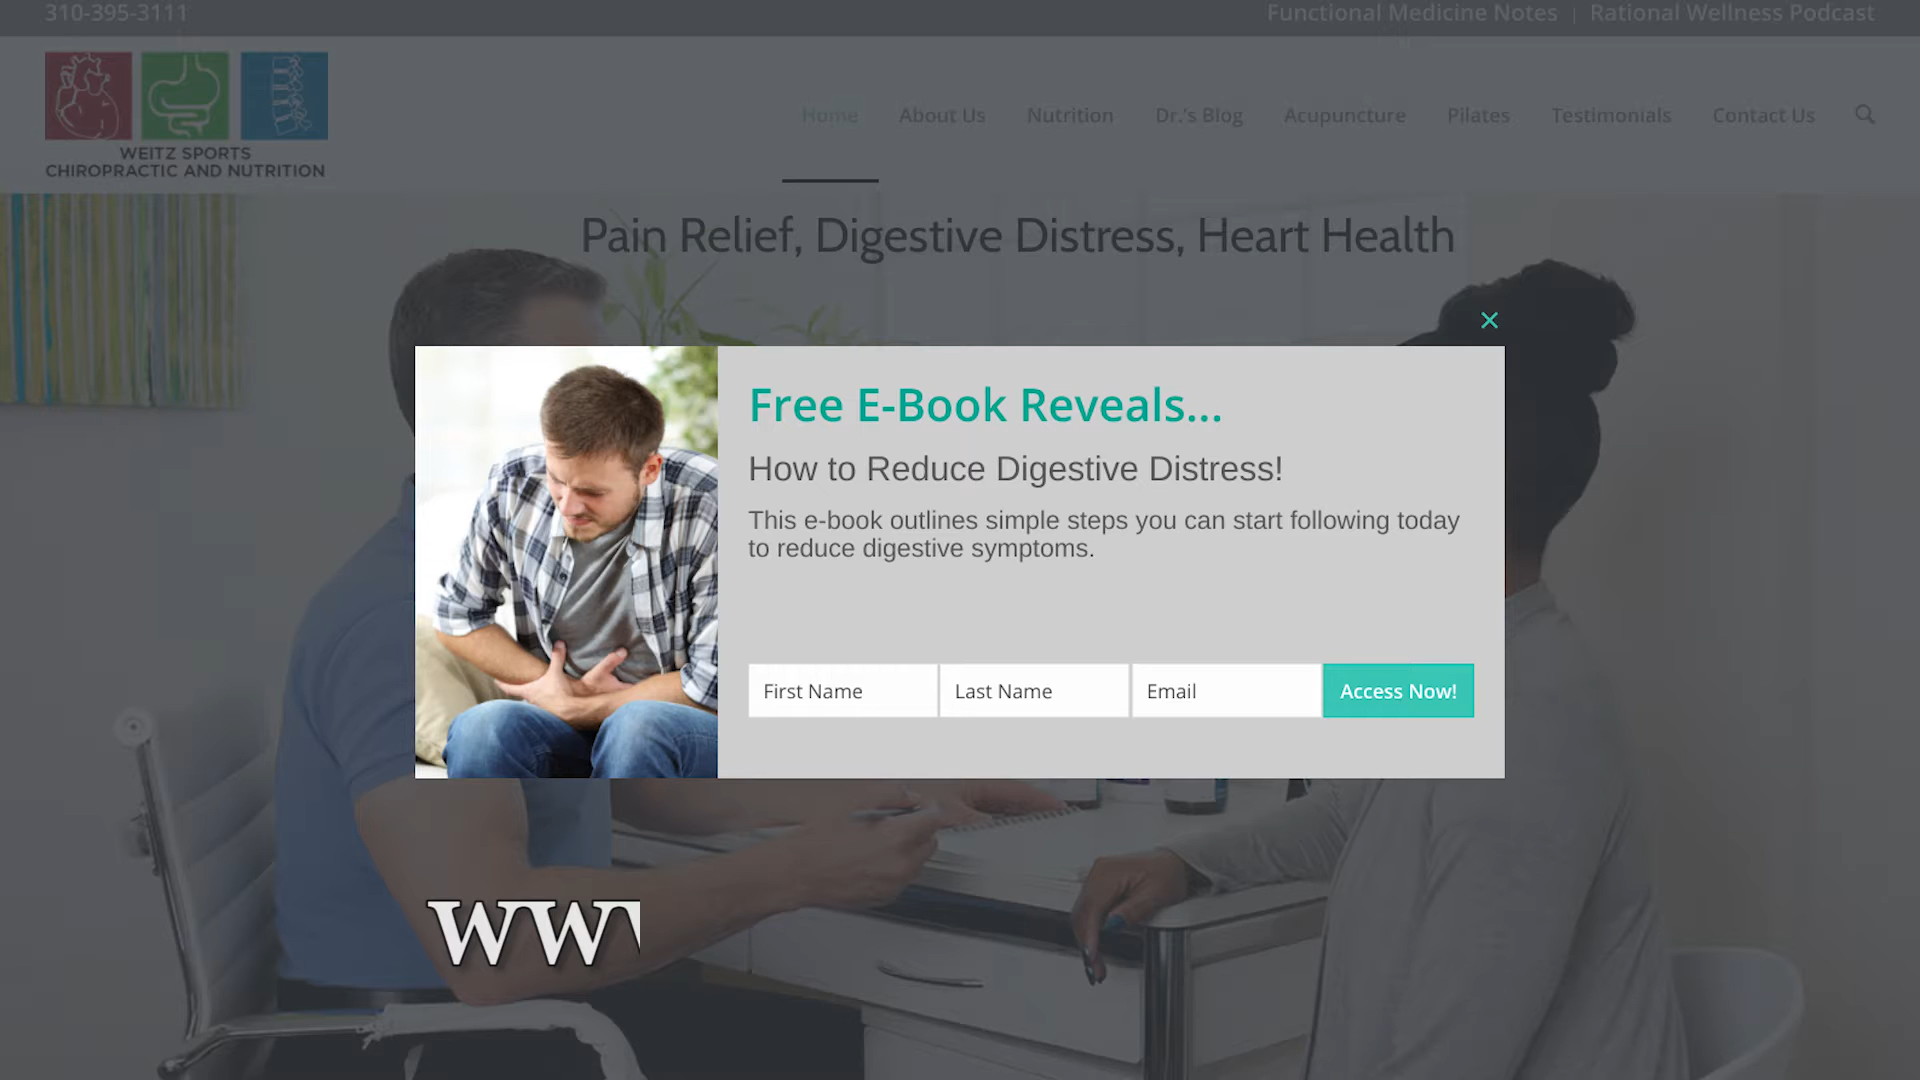 310-395-3111
Functional Medicine Notes | Rational Wellness Podcast
WEITZ SPORTS
CHIROPRACTIC AND NUTRITION
Home About Us Nutrition Dr.'s Blog Acupuncture Pilates Testimonials Contact Us
Pain Relief, Digestive Distress, Heart Health
×
Free E-Book Reveals...
How to Reduce Digestive Distress!
This e-book outlines simple steps you can start following today
to reduce digestive symptoms.
First Name Last Name Email Access Now!